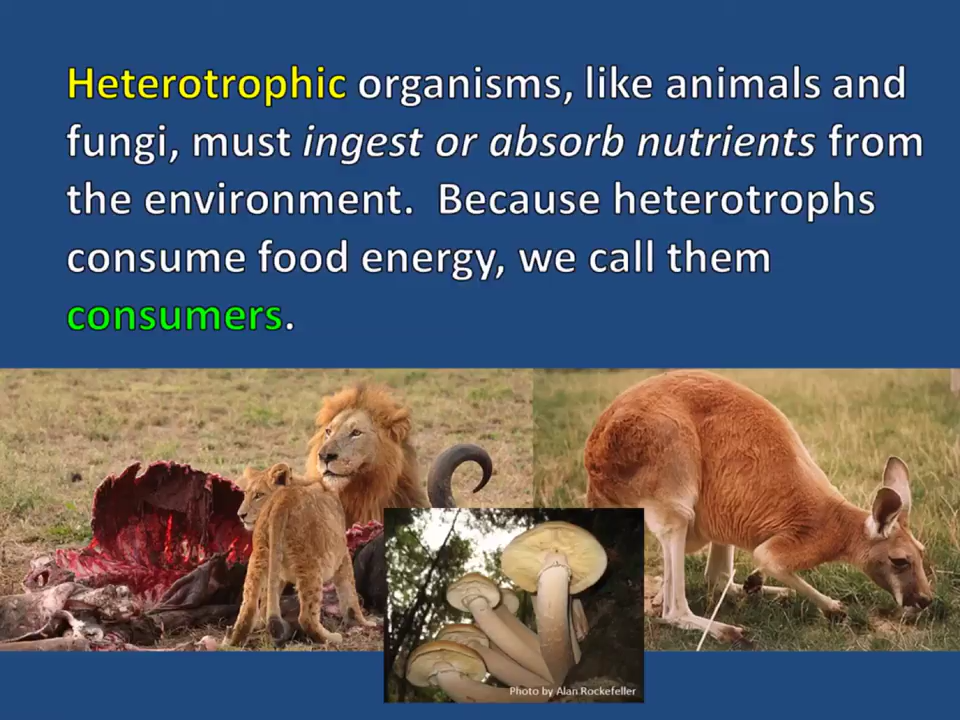 Heterotrophic organisms, like animals and
fungi, must ingest or absorb nutrients from
the environment.  Because heterotrophs
consume food energy, we call them
consumers.
Photo by Alan Rockefeller